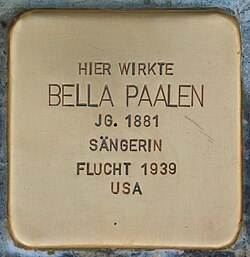 HIER WIRKTE
BELLA PAALEN
JG. 1881
SÄNGERIN
FLUCHT 1939
USA